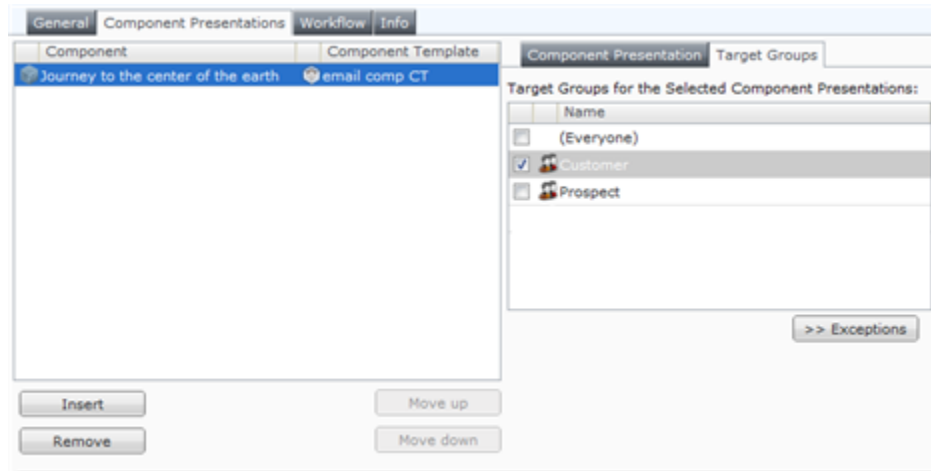 General Component Presentations Workflow Info
Component Component Template
Journey to the center of the earth email comp CT
Component Presentation Target Groups
Target Groups for the Selected Component Presentations:
Name
(Everyone)
Customer
Prospect
>> Exceptions
Insert Move up
Remove Move down